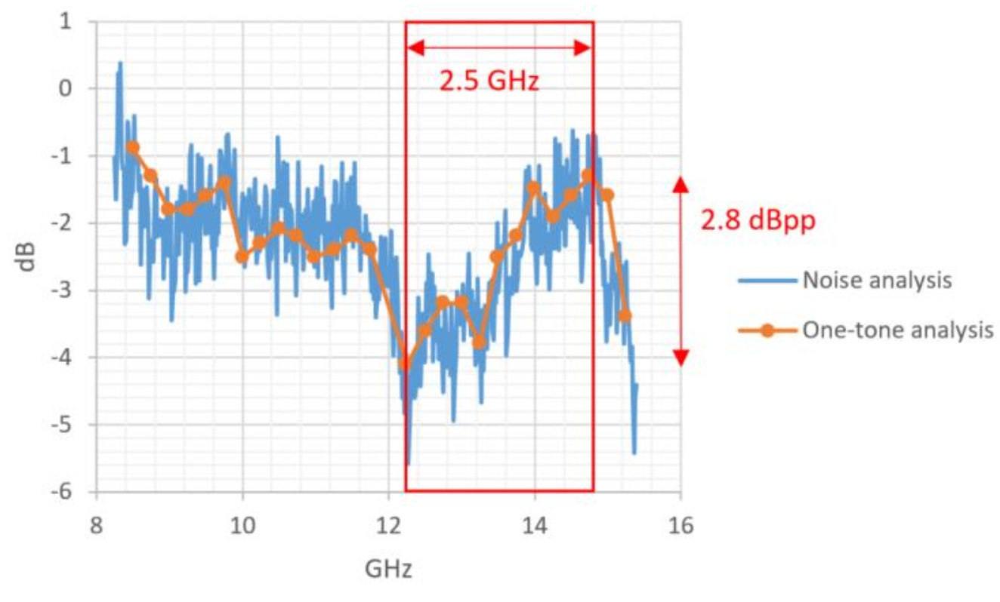 1
0
-1
-2
-3
-4
-5
-6
dB
2.5 GHz
2.8 dBpp
Noise analysis
One-tone analysis
8 10 12 14 16
GHz